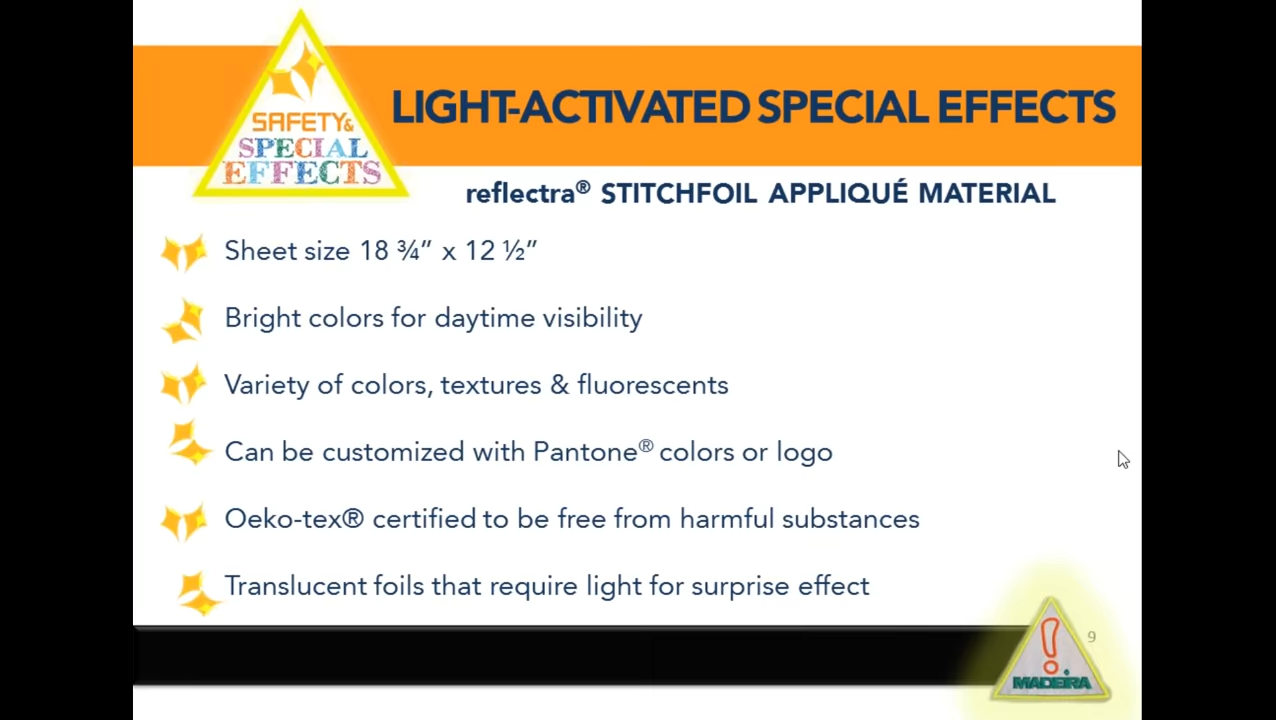 SAFETY&
SPECIAL
EFFECTS
LIGHT-ACTIVATED SPECIAL EFFECTS
reflectra® STITCHFOIL APPLIQUÉ MATERIAL
Sheet size 18 ¾” x 12 ½”
Bright colors for daytime visibility
Variety of colors, textures & fluorescents
Can be customized with Pantone® colors or logo
Oeko-tex® certified to be free from harmful substances
Translucent foils that require light for surprise effect
9
!
MADEIRA